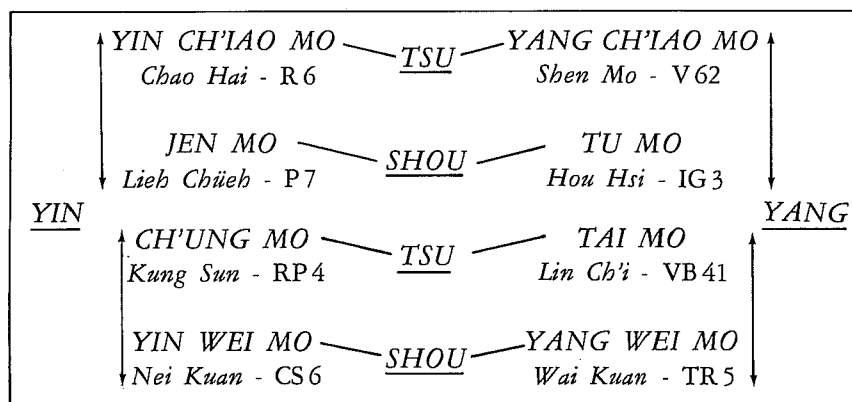 YIN CH'IAO MO TSU YANG CH'IAO MO
Chao Hai - R 6 Shen Mo - V 62
JEN MO SHOU TU MO
Lieh Chüeh - P 7 Hou Hsi - IG 3
YIN YANG
CH'UNG MO TSU TAI MO
Kung Sun - RP 4 Lin Ch'i - VB 41
YIN WEI MO SHOU YANG WEI MO
Nei Kuan - CS 6 Wai Kuan - TR 5